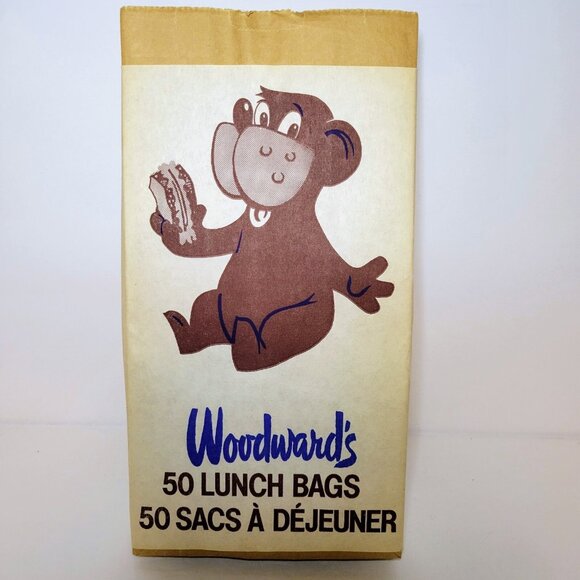 Woodward's
50 LUNCH BAGS
50 SACS À DÉJEUNER